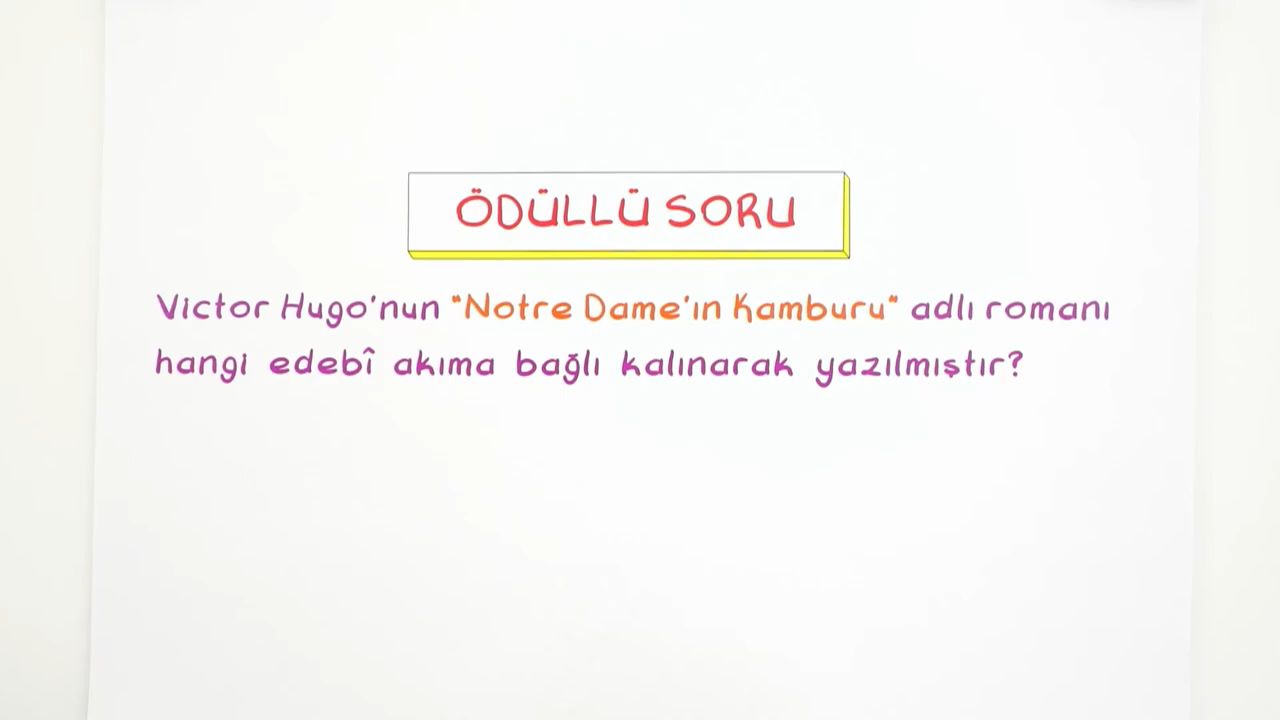 ÖDÜLLÜ SORU
Victor Hugo'nun "Notre Dame'ın Kamburu" adlı romanı
hangi edebî akıma bağlı kalınarak yazılmıştır?